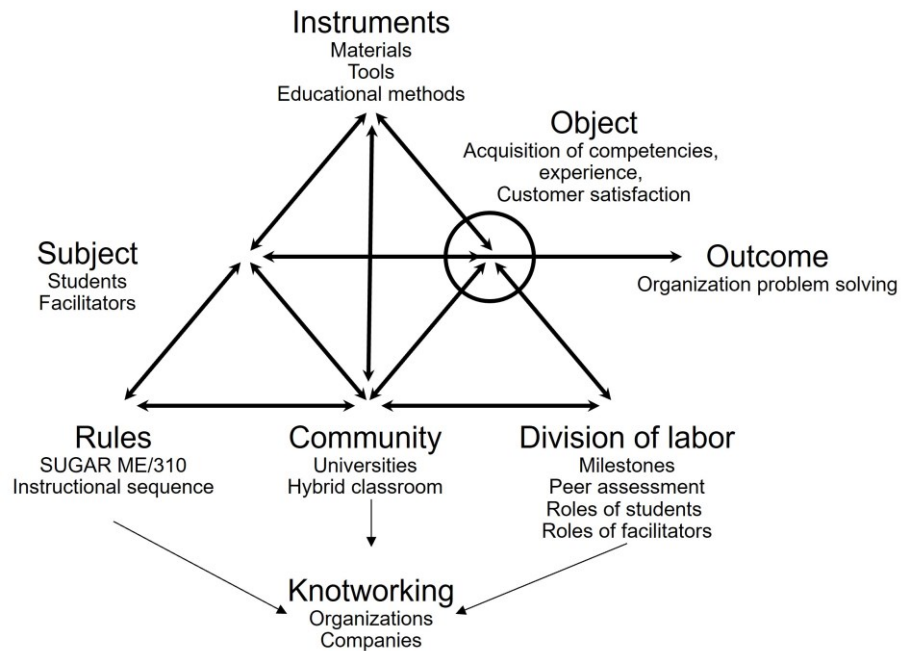 Instruments
Materials
Tools
Educational methods
Object
Acquisition of competencies,
experience,
Customer satisfaction
Subject
Students
Facilitators
Outcome
Organization problem solving
Rules
SUGAR ME/310
Instructional sequence
Community
Universities
Hybrid classroom
Division of labor
Milestones
Peer assessment
Roles of students
Roles of facilitators
Knotworking
Organizations
Companies